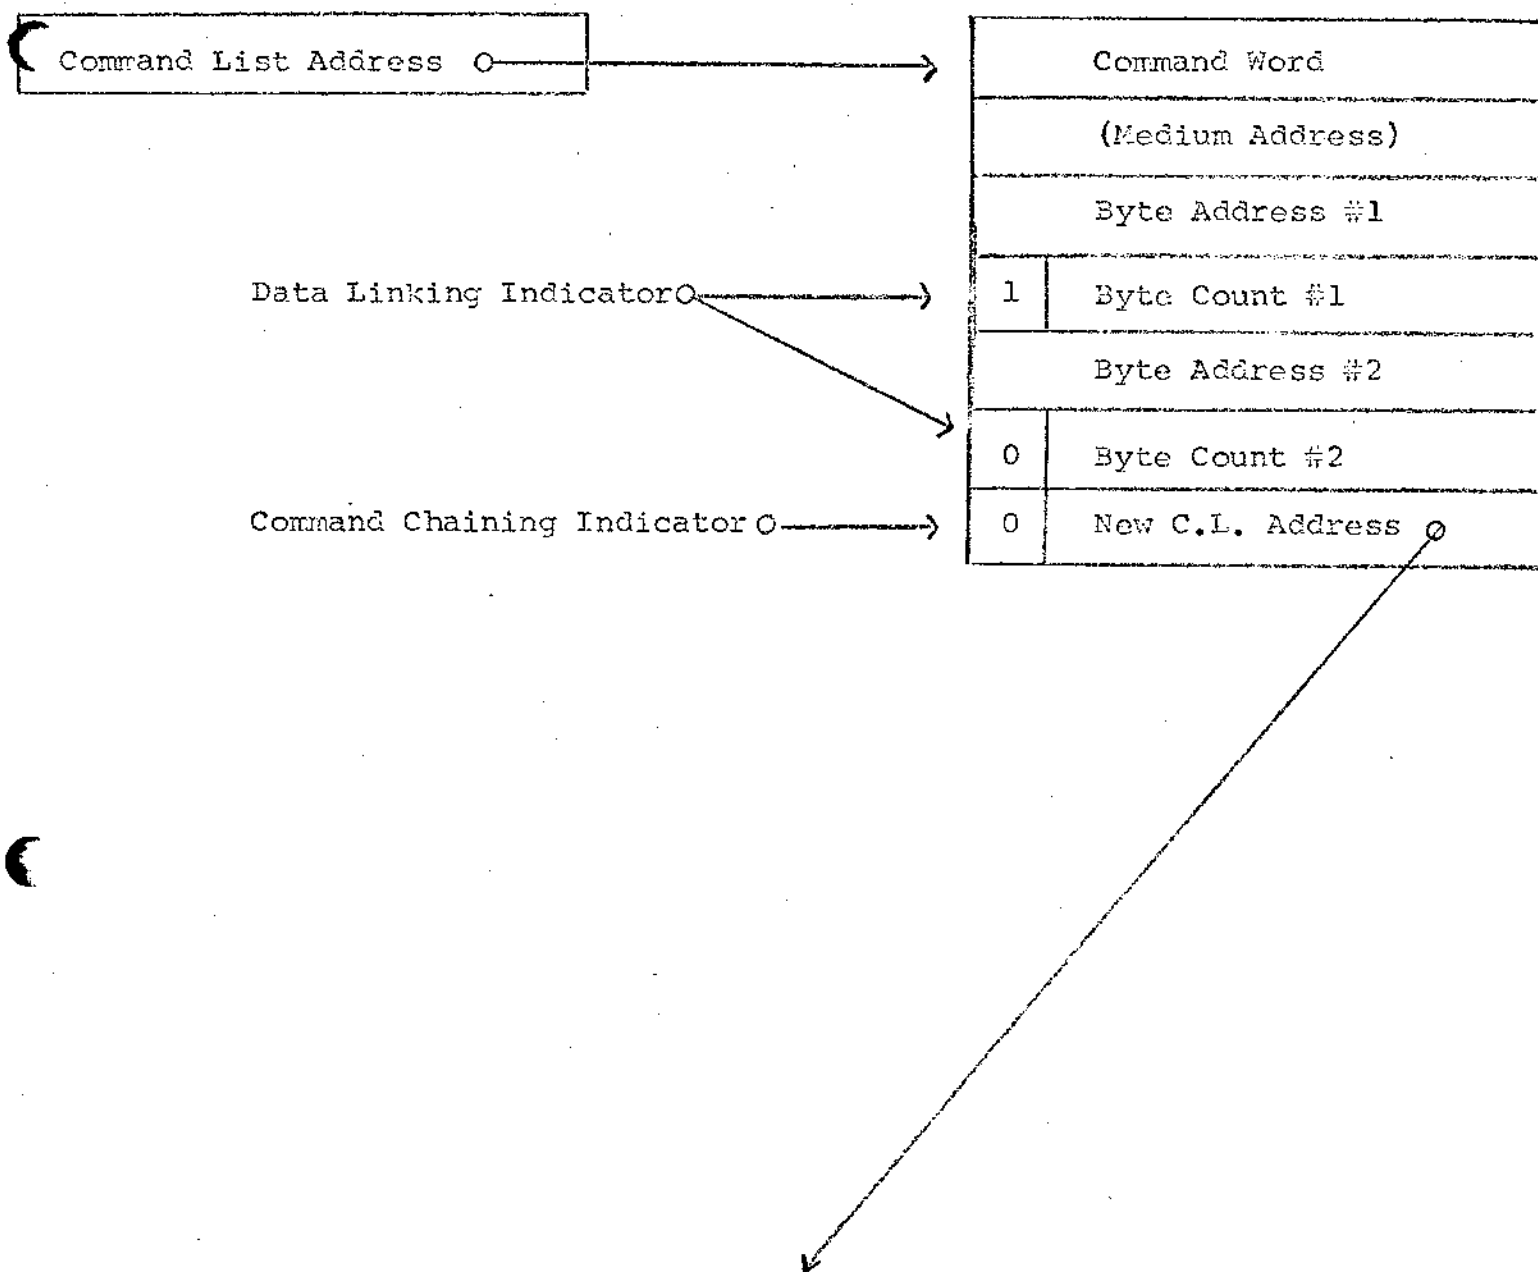 Command List Address
Command Word
(Medium Address)
Byte Address #1
Data Linking Indicator
1 Byte Count #1
Byte Address #2
0 Byte Count #2
Command Chaining Indicator
0 New C.L. Address